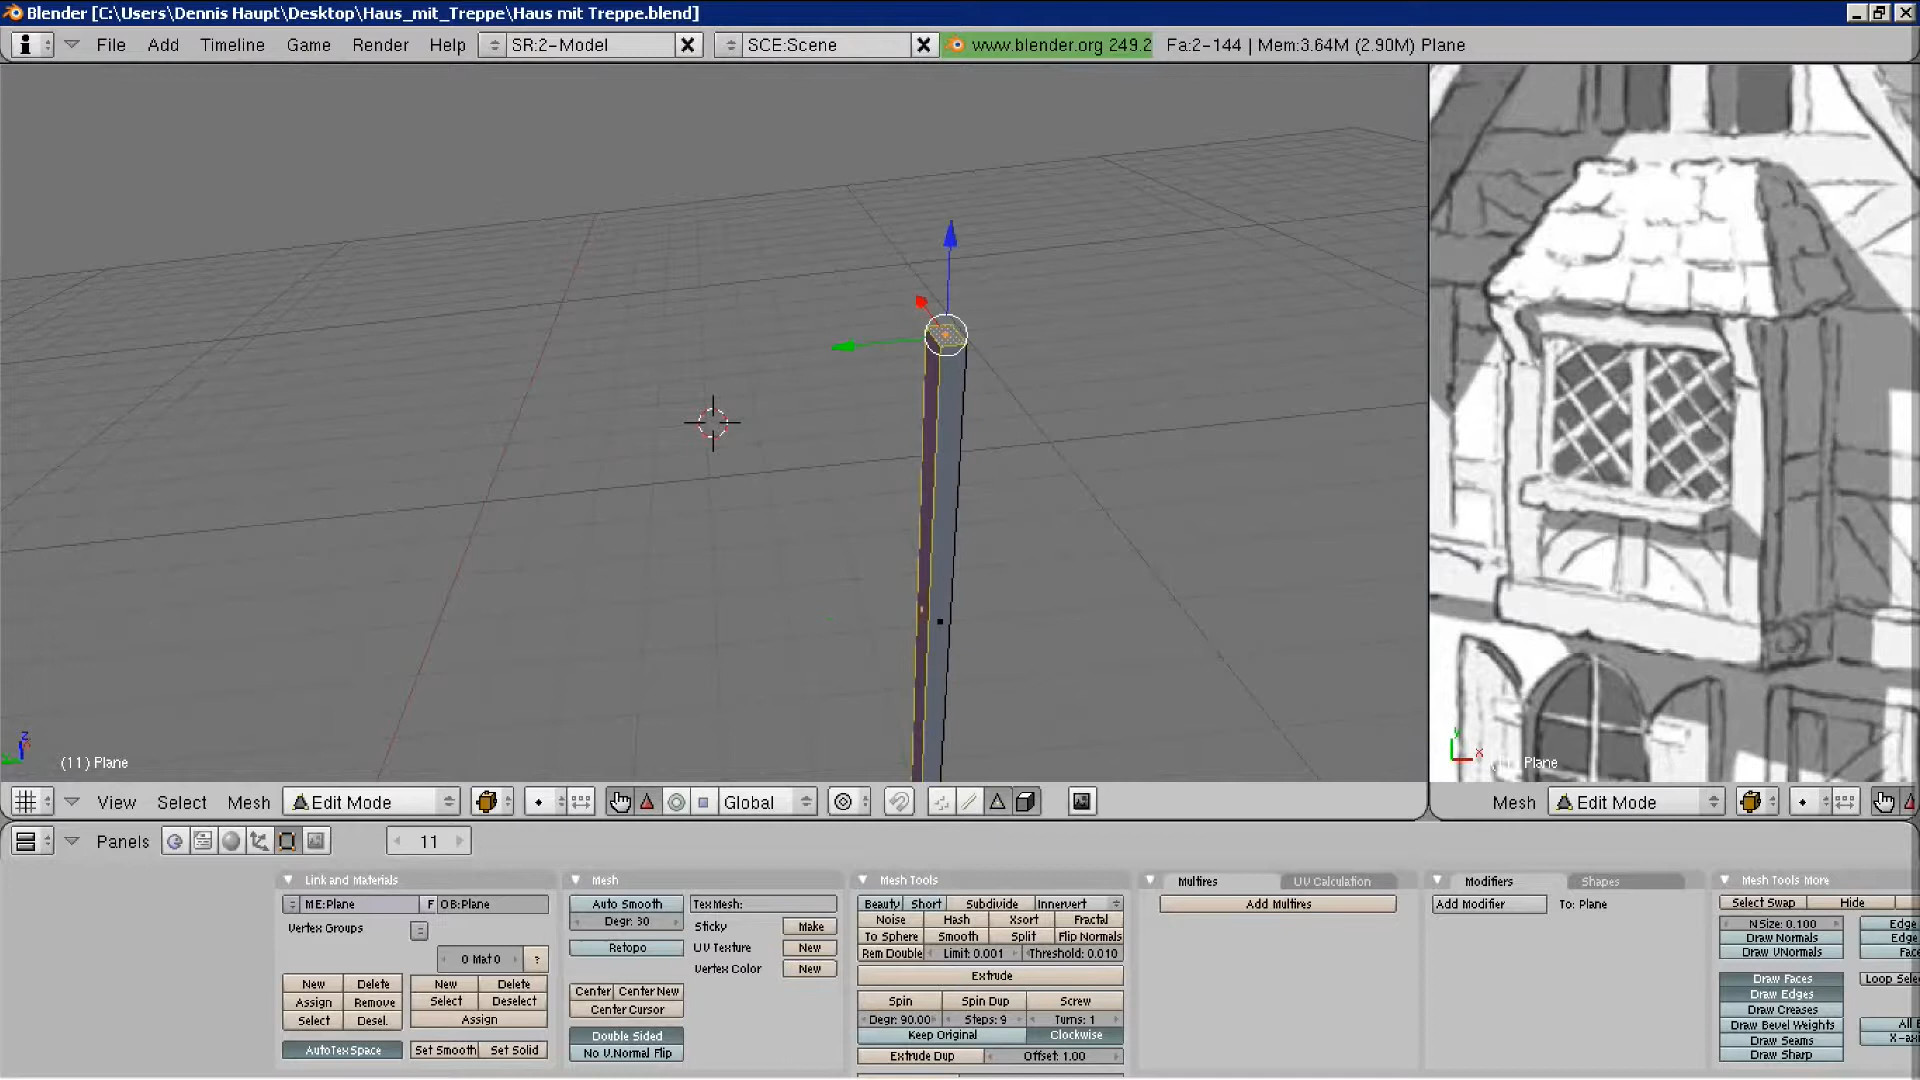 Blender [C:\Users\Dennis Haupt\Desktop\Haus_mit_Treppe\Haus mit Treppe.blend]
File Add Timeline Game Render Help SR:2-Model SCE:Scene www.blender.org 249.2 Fa:2-144 | Mem:3.64M (2.90M) Plane
z
(11) Plane
y
x
Plane
View Select Mesh Edit Mode Global
Mesh Edit Mode
Panels 11
Link and Materials
ME:Plane F OB:Plane
Vertex Groups
0 Mat 0 ?
New Delete New Delete
Assign Remove Select Deselect
Select Desel. Assign
AutoTexSpace Set Smooth Set Solid
Mesh
Auto Smooth TexMesh:
Degr: 30 Sticky Make
Retopo UV Texture New
Vertex Color New
Center Center New
Center Cursor
Double Sided
No V.Normal Flip
Mesh Tools
Beauty Short Subdivide Innervert
Noise Hash Xsort Fractal
To Sphere Smooth Split Flip Normals
Rem Double Limit: 0.001 Threshold: 0.010
Extrude
Spin Spin Dup Screw
Degr: 90.00 Steps: 9 Turns: 1
Keep Original Clockwise
Extrude Dup Offset: 1.00
Multires UV Calculation
Add Multires
Modifiers Shapes
Add Modifier To: Plane
Mesh Tools More
Select Swap Hide
NSize: 0.100 Edge
Draw Normals Edge
Draw VNormals Face
Draw Faces Loop Selec
Draw Edges
Draw Creases
Draw Bevel Weights All E
Draw Seams X-axi
Draw Sharp